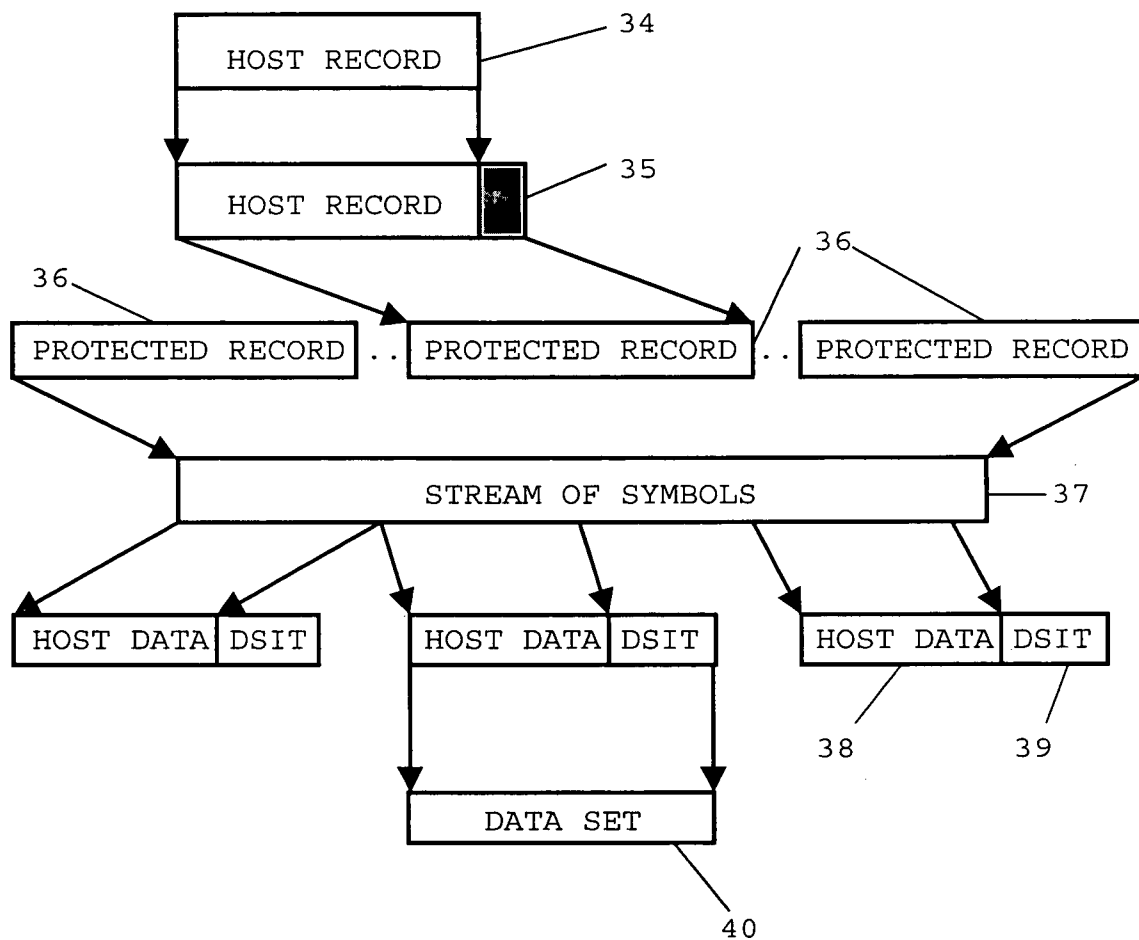 34
HOST RECORD
35
HOST RECORD
36
36
36
PROTECTED RECORD .. PROTECTED RECORD .. PROTECTED RECORD
STREAM OF SYMBOLS
37
HOST DATA DSIT HOST DATA DSIT HOST DATA DSIT
38 39
DATA SET
40